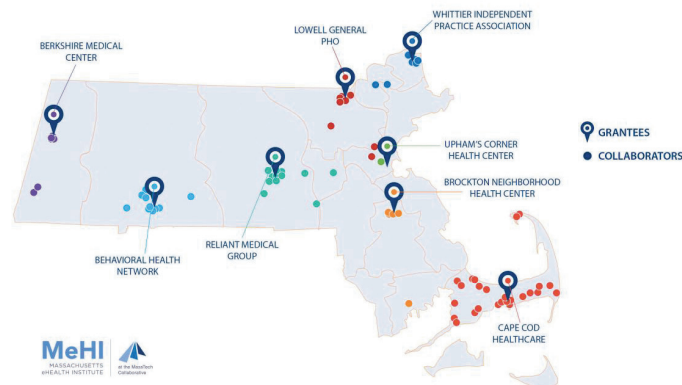 WHITTIER INDEPENDENT
PRACTICE ASSOCIATION
LOWELL GENERAL
PHO
BERKSHIRE MEDICAL
CENTER
GRANTEES
COLLABORATORS
UPHAM'S CORNER
HEALTH CENTER
BROCKTON NEIGHBORHOOD
HEALTH CENTER
RELIANT MEDICAL
GROUP
BEHAVIORAL HEALTH
NETWORK
CAPE COD
HEALTHCARE
MeHI
MASSACHUSETTS
eHEALTH INSTITUTE
at the MassTech
Collaborative